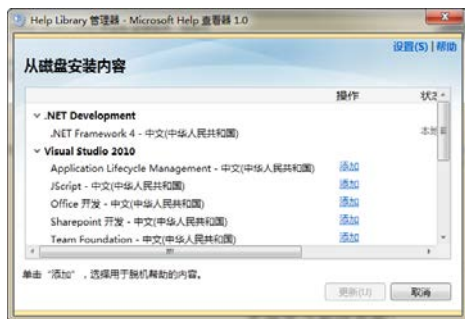 Help Library 管理器 - Microsoft Help 查看器 1.0
设置(S) | 帮助
从磁盘安装内容
操作 状态
.NET Development
.NET Framework 4 - 中文(中华人民共和国)
Visual Studio 2010
Application Lifecycle Management - 中文(中华人民共和国) 添加
JScript - 中文(中华人民共和国) 添加
Office 开发 - 中文(中华人民共和国) 添加
Sharepoint 开发 - 中文(中华人民共和国) 添加
Team Foundation - 中文(中华人民共和国) 添加
单击“添加”，选择用于脱机帮助的内容。
更新(U) 取消